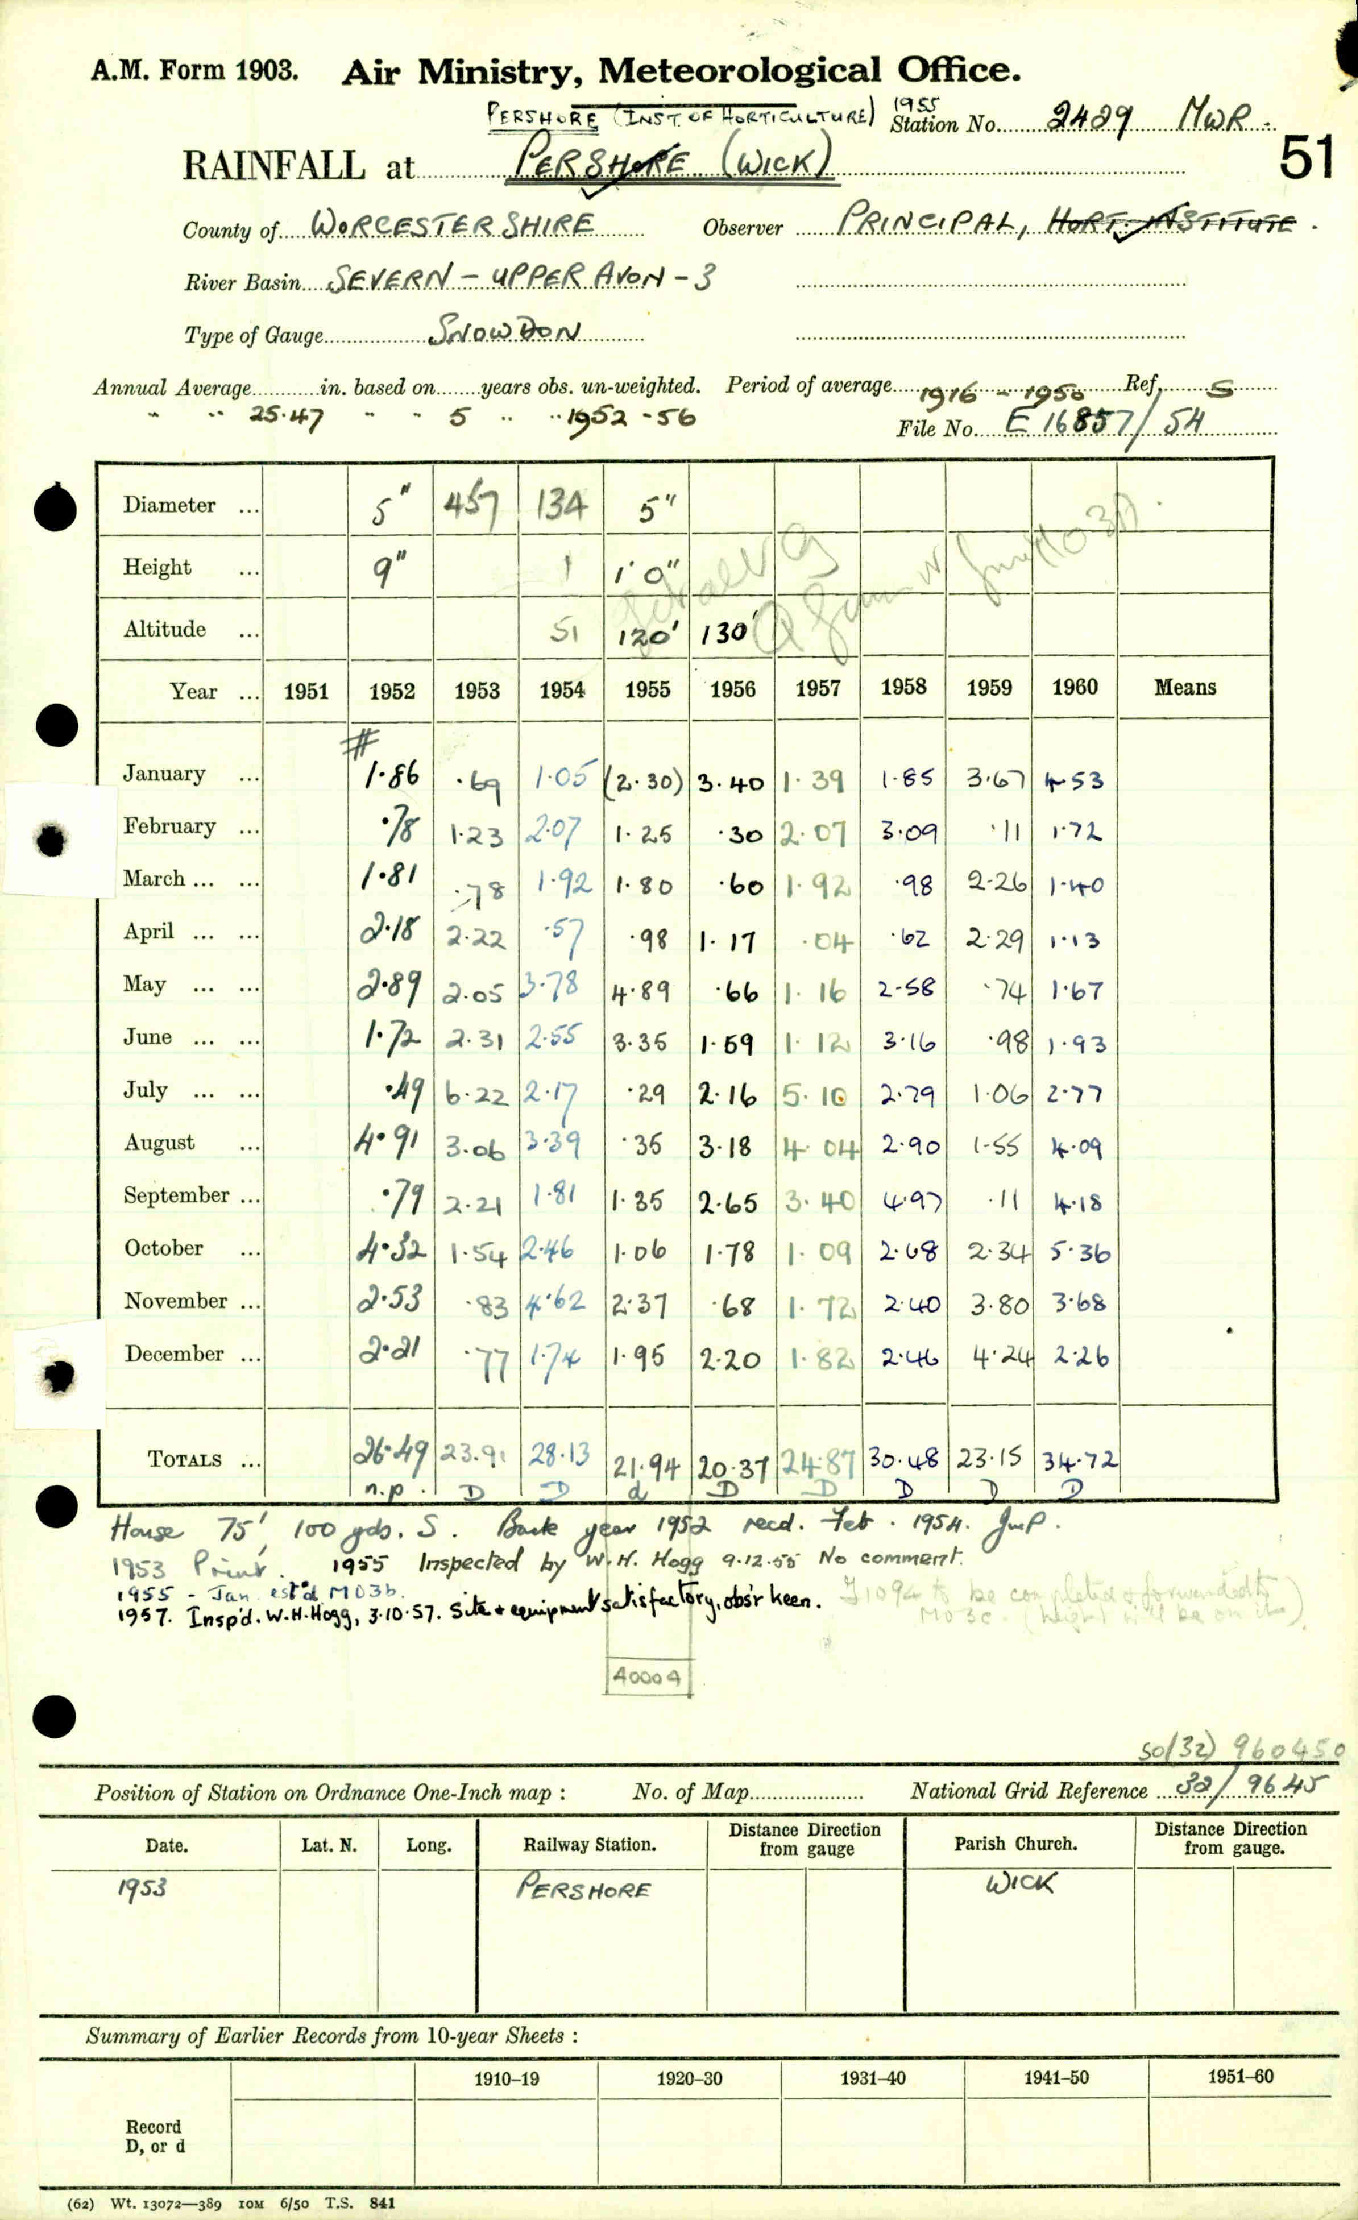 A.M. Form 1903. Air Ministry, Meteorological Office.
PERSHORE (INST. OF HORTICULTURE) 1955
Station No. 2429 MWR.
51
RAINFALL at PERSHORE (WICK)
County of WORCESTERSHIRE Observer PRINCIPAL, HORT. INSTITUTE.
River Basin SEVERN - UPPER AVON - 3
Type of Gauge SNOWDON
Annual Average in. based on years obs. un-weighted. Period of average 1916 - 1950 Ref. S
" " 25.47 " " 5 " " 1952-56
File No. E 16857/54
Diameter ... 5" 457 134 5"
Height ... 9" 1 1'0"
Altitude ... 51 120' 130'
Year ... 1951 1952 1953 1954 1955 1956 1957 1958 1959 1960 Means
#
January ... 1.86 .69 1.05 (2.30) 3.40 1.39 1.85 3.67 4.53
February ... .78 1.23 2.07 1.25 .30 2.07 3.09 .11 1.72
March ... ... 1.81 .78 1.92 1.80 .60 1.92 .98 2.26 1.40
April ... ... 2.18 2.22 .57 .98 1.17 .04 .62 2.29 1.13
May ... ... 2.89 2.05 3.78 4.89 .66 1.16 2.58 .74 1.67
June ... ... 1.72 2.31 2.55 3.35 1.59 1.12 3.16 .98 1.93
July ... ... .49 6.22 2.17 .29 2.16 5.10 2.79 1.06 2.77
August ... 4.91 3.06 3.39 .35 3.18 4.04 2.90 1.55 4.09
September ... .79 2.21 1.81 1.35 2.65 3.40 4.97 .11 4.18
October ... 4.32 1.54 2.46 1.06 1.78 1.09 2.68 2.34 5.36
November ... 2.53 .83 4.62 2.37 .68 1.72 2.40 3.80 3.68
December ... 2.21 .77 1.74 1.95 2.20 1.82 2.46 4.24 2.26
TOTALS ... 26.49 23.91 28.13 21.94 20.37 24.87 30.48 23.15 34.72
n.p. D D d D D D D D
House 75', 100 yds. S. Back year 1952 recd. Feb. 1954. JMP.
1953 Print. 1955 Inspected by W.H. Hogg 9.12.55 No comment.
1955 - Jan est'd MO3b.
1957. Insp'd. W.H. Hogg, 3.10.57. Site & equipment satisfactory, obs'r keen. to be completed & forwarded to
MO3c. (height will be on it)
4000A
SO(32) 960450
Position of Station on Ordnance One-Inch map : No. of Map National Grid Reference 32/9645
Date. Lat. N. Long. Railway Station. Distance Direction from gauge Parish Church. Distance Direction from gauge.
1953 PERSHORE WICK
Summary of Earlier Records from 10-year Sheets :
1910–19 1920–30 1931–40 1941–50 1951–60
Record
D, or d
(62) Wt. 13072—389 10M 6/50 T.S. 841